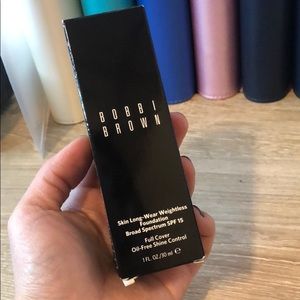 BOBBI
BROWN
Skin Long-Wear Weightless
Foundation
Broad Spectrum SPF 15
Full Cover
Oil-Free Shine Control
1 FL. OZ/30 ml ℮